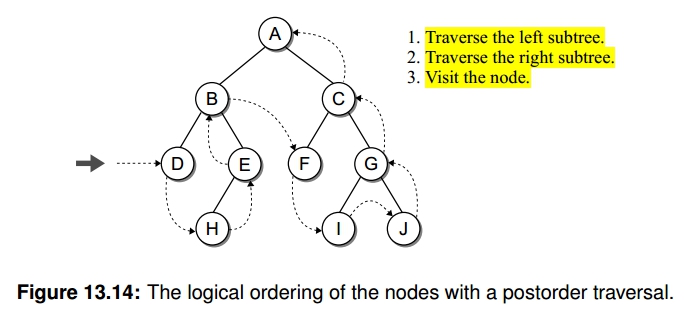 A
1. Traverse the left subtree.
2. Traverse the right subtree.
3. Visit the node.
B
C
D
E
F
G
H
I
J
Figure 13.14: The logical ordering of the nodes with a postorder traversal.